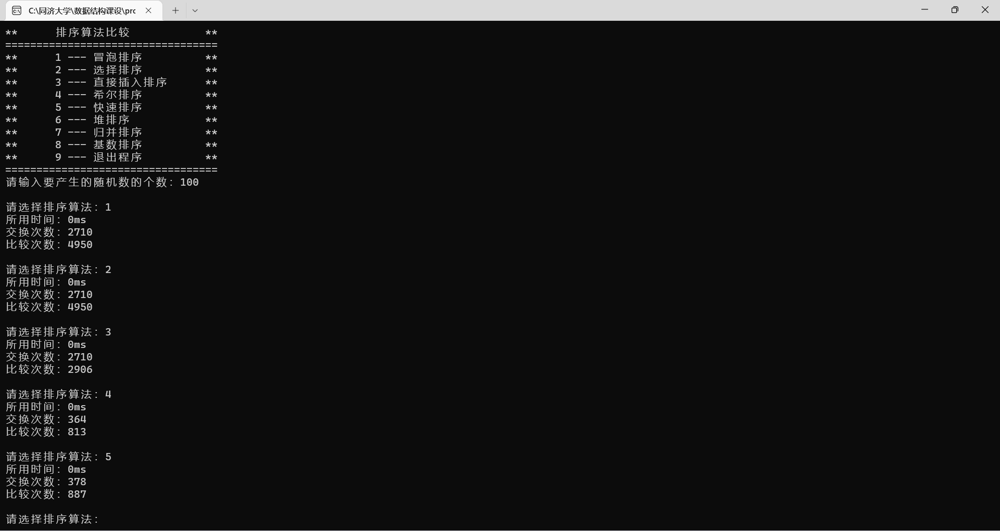 C:\同济大学\数据结构课设\prc
** 排序算法比较 **
==================================
** 1 --- 冒泡排序 **
** 2 --- 选择排序 **
** 3 --- 直接插入排序 **
** 4 --- 希尔排序 **
** 5 --- 快速排序 **
** 6 --- 堆排序 **
** 7 --- 归并排序 **
** 8 --- 基数排序 **
** 9 --- 退出程序 **
==================================
请输入要产生的随机数的个数：100
请选择排序算法：1
所用时间：0ms
交换次数：2710
比较次数：4950
请选择排序算法：2
所用时间：0ms
交换次数：2710
比较次数：4950
请选择排序算法：3
所用时间：0ms
交换次数：2710
比较次数：2906
请选择排序算法：4
所用时间：0ms
交换次数：364
比较次数：813
请选择排序算法：5
所用时间：0ms
交换次数：378
比较次数：887
请选择排序算法：